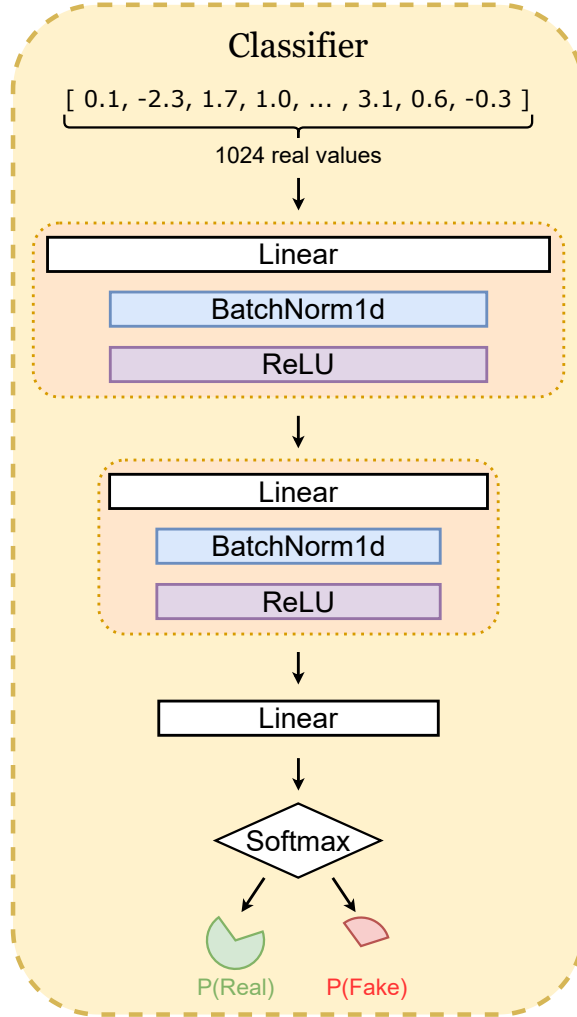 Classifier
[ 0.1, -2.3, 1.7, 1.0, ... , 3.1, 0.6, -0.3 ]
1024 real values
Linear
BatchNorm1d
ReLU
Linear
BatchNorm1d
ReLU
Linear
Softmax
P(Real) P(Fake)